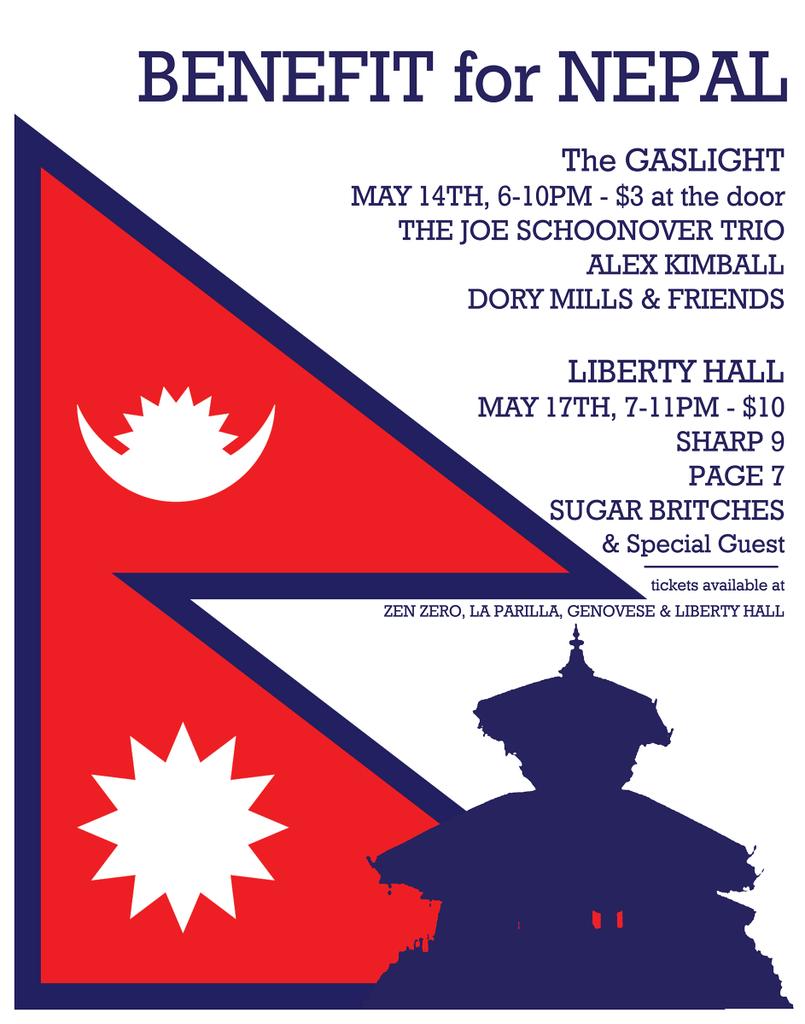 BENEFIT for NEPAL
The GASLIGHT
MAY 14TH, 6-10PM - $3 at the door
THE JOE SCHOONOVER TRIO
ALEX KIMBALL
DORY MILLS & FRIENDS
LIBERTY HALL
MAY 17TH, 7-11PM - $10
SHARP 9
PAGE 7
SUGAR BRITCHES
& Special Guest
tickets available at
ZEN ZERO, LA PARILLA, GENOVESE & LIBERTY HALL